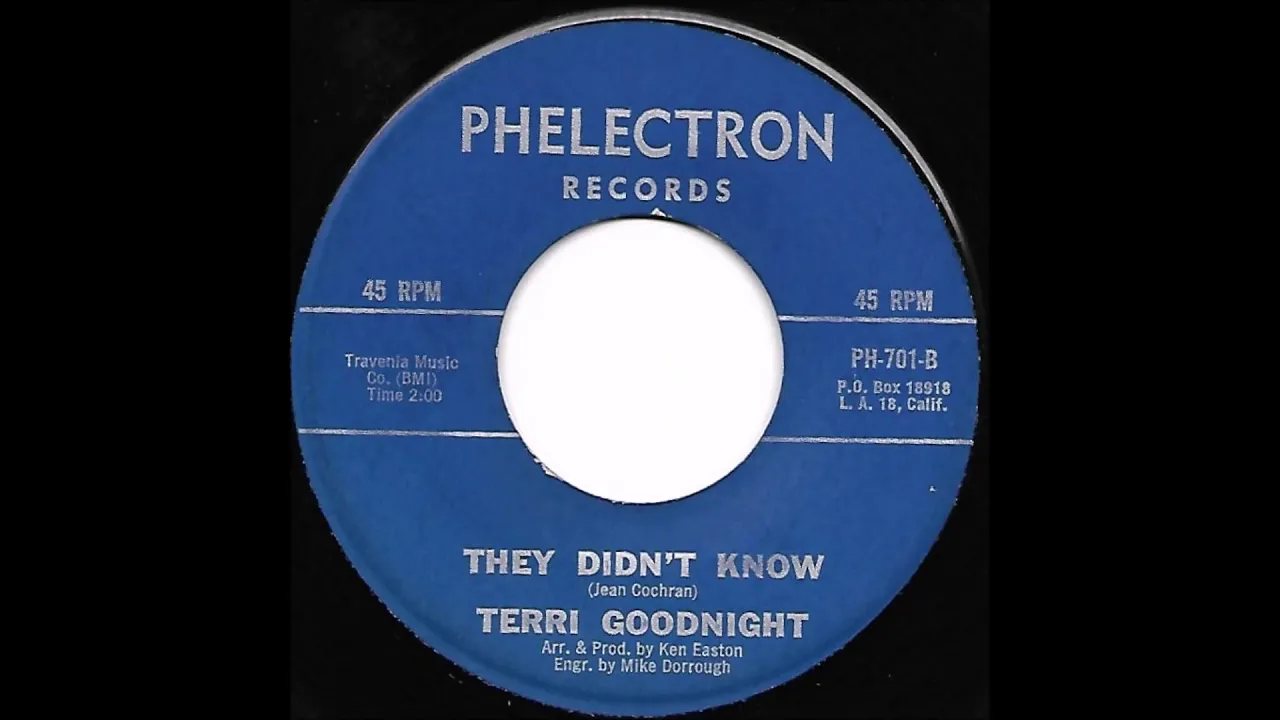 PHELECTRON
RECORDS
45 RPM
45 RPM
Travenia Music
Co. (BMI)
Time 2:00
PH-701-B
P.O. Box 18918
L. A. 18, Calif.
THEY DIDN'T KNOW
(Jean Cochran)
TERRI GOODNIGHT
Arr. & Prod. by Ken Easton
Engr. by Mike Dorrough